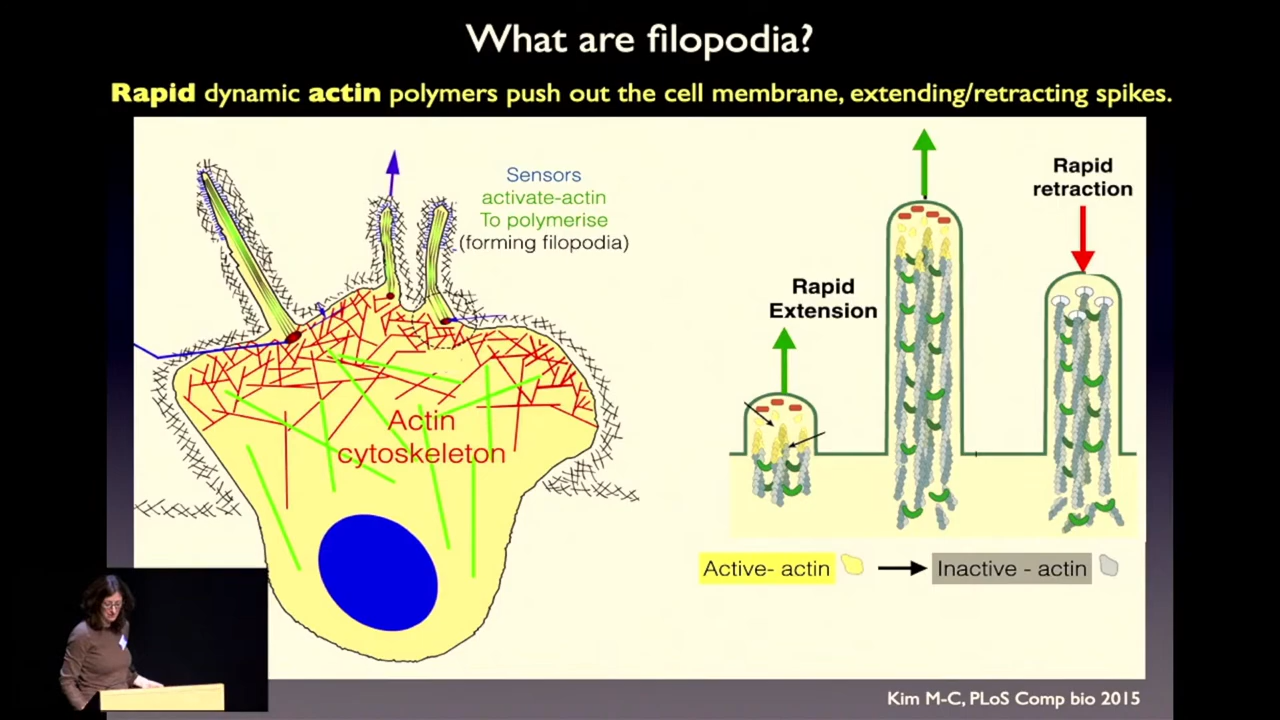 What are filopodia?
Rapid dynamic actin polymers push out the cell membrane, extending/retracting spikes.
Sensors
activate-actin
To polymerise
(forming filopodia)
Actin
cytoskeleton
Rapid
Extension
Rapid
retraction
Active- actin
Inactive - actin
Kim M-C, PLoS Comp bio 2015